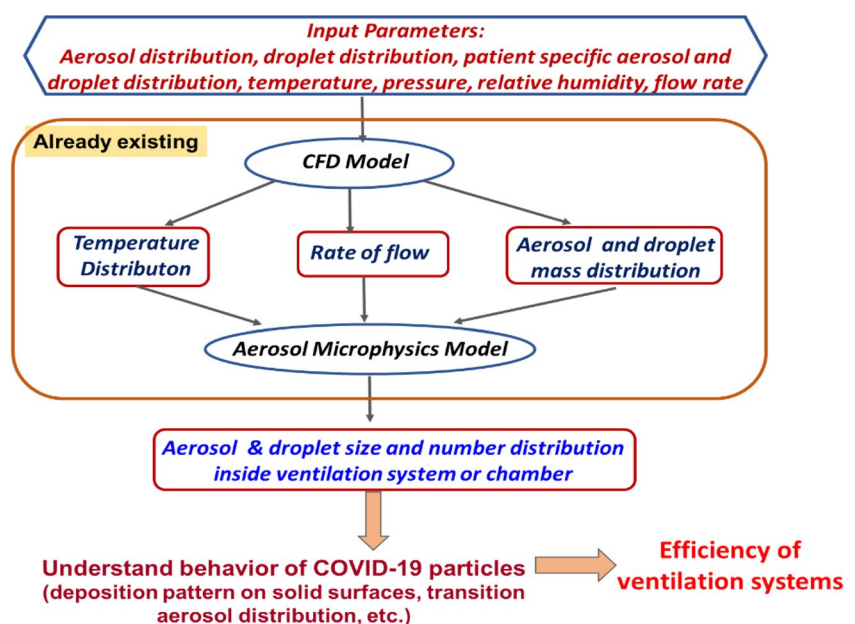 Input Parameters:
Aerosol distribution, droplet distribution, patient specific aerosol and
droplet distribution, temperature, pressure, relative humidity, flow rate
Already existing
CFD Model
Temperature
Distributon
Rate of flow
Aerosol and droplet
mass distribution
Aerosol Microphysics Model
Aerosol & droplet size and number distribution
inside ventilation system or chamber
Understand behavior of COVID-19 particles
(deposition pattern on solid surfaces, transition
aerosol distribution, etc.)
Efficiency of
ventilation systems